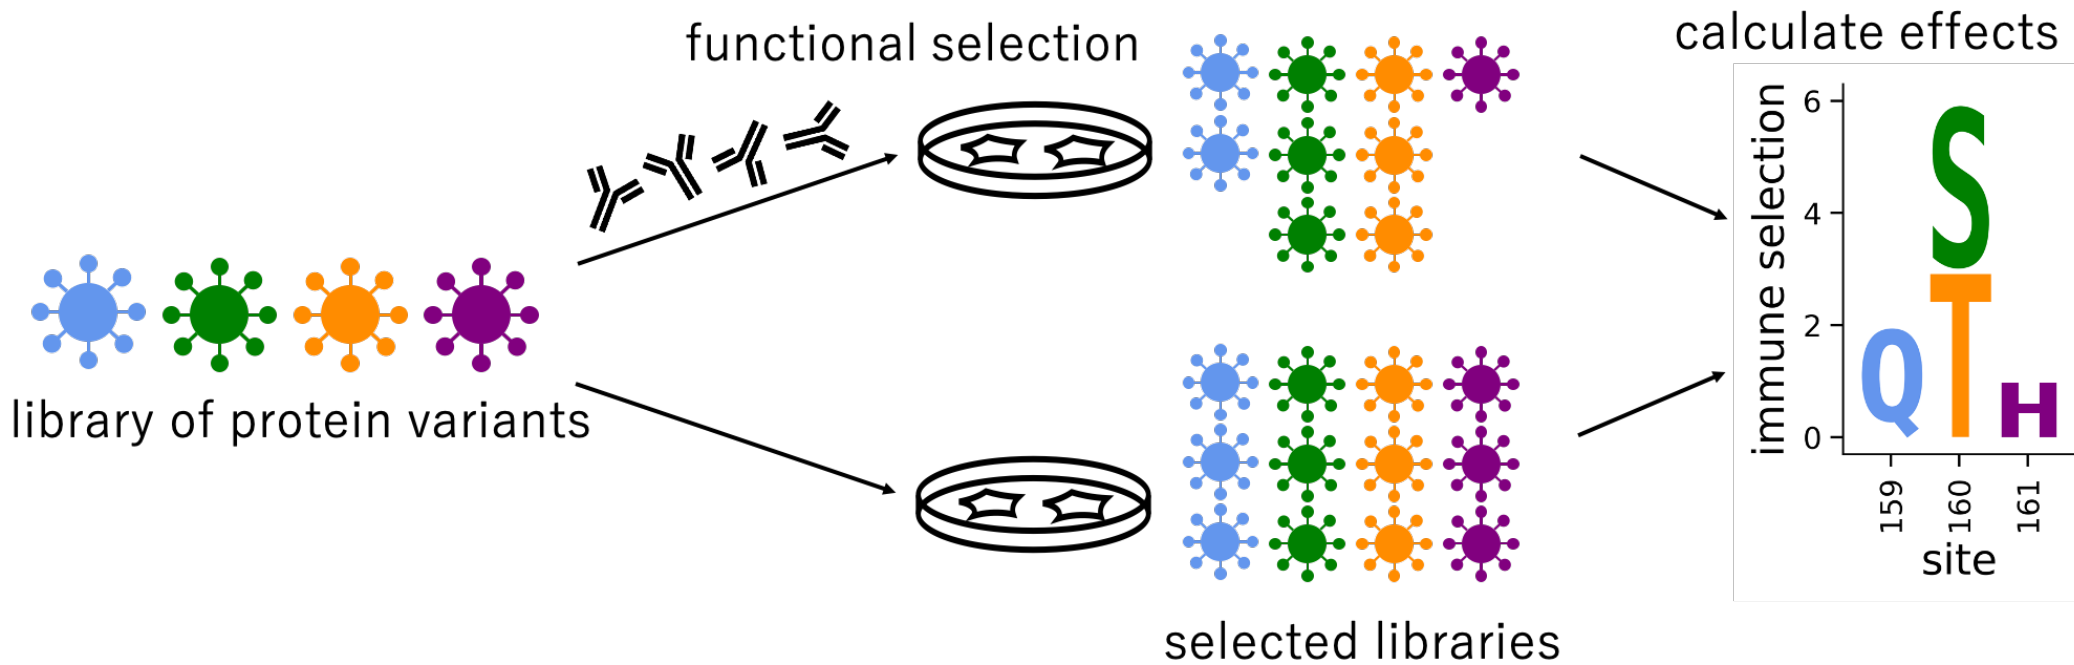 functional selection
calculate effects
library of protein variants
selected libraries
immune selection
6
4
2
0
S
Q
T
H
159
160
161
site